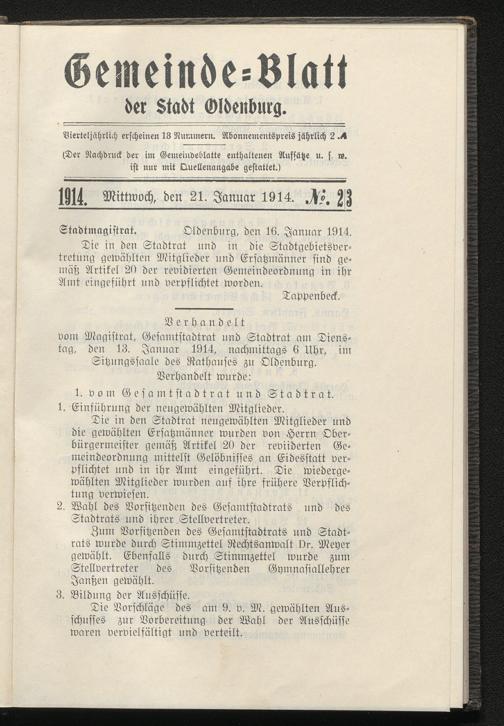 Gemeinde-Blatt
der Stadt Oldenburg.
Vierteljährlich erscheinen 18 Nummern. Abonnementspreis jährlich 2 ℳ
(Der Nachdruck der im Gemeindeblatte enthaltenen Aufsätze u. s. w.
ist nur mit Quellenangabe gestattet.)
1914. Mittwoch, den 21. Januar 1914. No. 2/3
Stadtmagistrat. Oldenburg, den 16. Januar 1914.
Die in den Stadtrat und in die Stadtgebietsver-
tretung gewählten Mitglieder und Ersatzmänner sind ge-
mäß Artikel 20 der revidierten Gemeindeordnung in ihr
Amt eingeführt und verpflichtet worden.
Tappenbeck.
Verhandelt
vom Magistrat, Gesamtstadtrat und Stadtrat am Diens-
tag, den 13. Januar 1914, nachmittags 6 Uhr, im
Sitzungssaale des Rathauses zu Oldenburg.
Verhandelt wurde:
1. vom Gesamtstadtrat und Stadtrat.
1. Einführung der neugewählten Mitglieder.
Die in den Stadtrat neugewählten Mitglieder und
die gewählten Ersatzmänner wurden von Herrn Ober-
bürgermeister gemäß Artikel 20 der reviidierten Ge-
meindeordnung mittelst Gelöbnisses an Eidesstatt ver-
pflichtet und in ihr Amt eingeführt. Die wiederge-
wählten Mitglieder wurden auf ihre frühere Verpflich-
tung verwiesen.
2. Wahl des Vorsitzenden des Gesamtstadtrats und des
Stadtrats und ihrer Stellvertreter.
Zum Vorsitzenden des Gesamtstadtrats und Stadt-
rats wurde durch Stimmzettel Rechtsanwalt Dr. Meyer
gewählt. Ebenfalls durch Stimmzettel wurde zum
Stellvertreter des Vorsitzenden Gymnasiallehrer
Janßen gewählt.
3. Bildung der Ausschüsse.
Die Vorschläge des am 9. v. M. gewählten Aus-
schusses zur Vorbereitung der Wahl der Ausschüsse
waren vervielfältigt und verteilt.